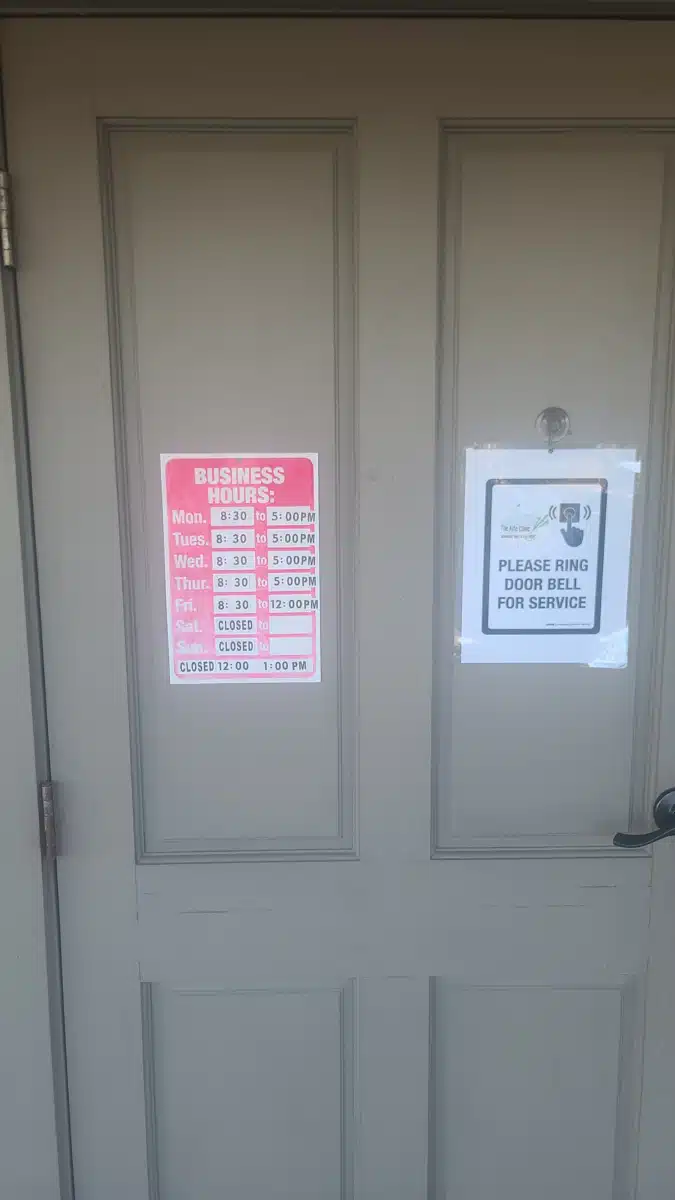 BUSINESS
HOURS:
Mon. 8:30 to 5:00PM
Tues. 8:30 to 5:00PM
Wed. 8:30 to 5:00PM
Thur. 8:30 to 5:00PM
Fri. 8:30 to 12:00PM
Sat. CLOSED to
Sun. CLOSED to
CLOSED 12:00 1:00 PM
PLEASE RING
DOOR BELL
FOR SERVICE